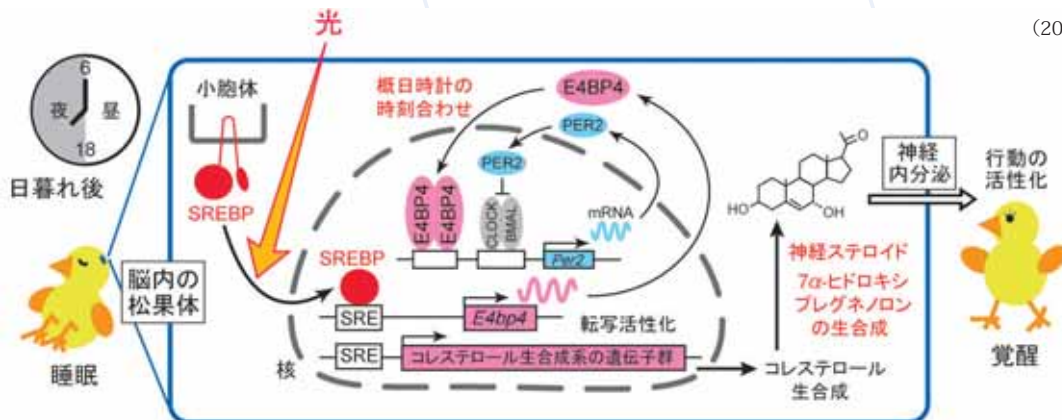 (20
光
6
夜
昼
18
日暮れ後
小胞体
SREBP
概日時計の
時刻合わせ
E4BP4
PER2
PER2
E4BP4
E4BP4
CLOCK
BMAL
mRNA
Per2
SREBP
SRE
E4bp4
転写活性化
SRE
コレステロール生合成系の遺伝子群
核
脳内の
松果体
睡眠
HO
O
OH
神経ステロイド
7α-ヒドロキシ
プレグネノロン
の生合成
コレステロール
生合成
神経
内分泌
行動の
活性化
覚醒